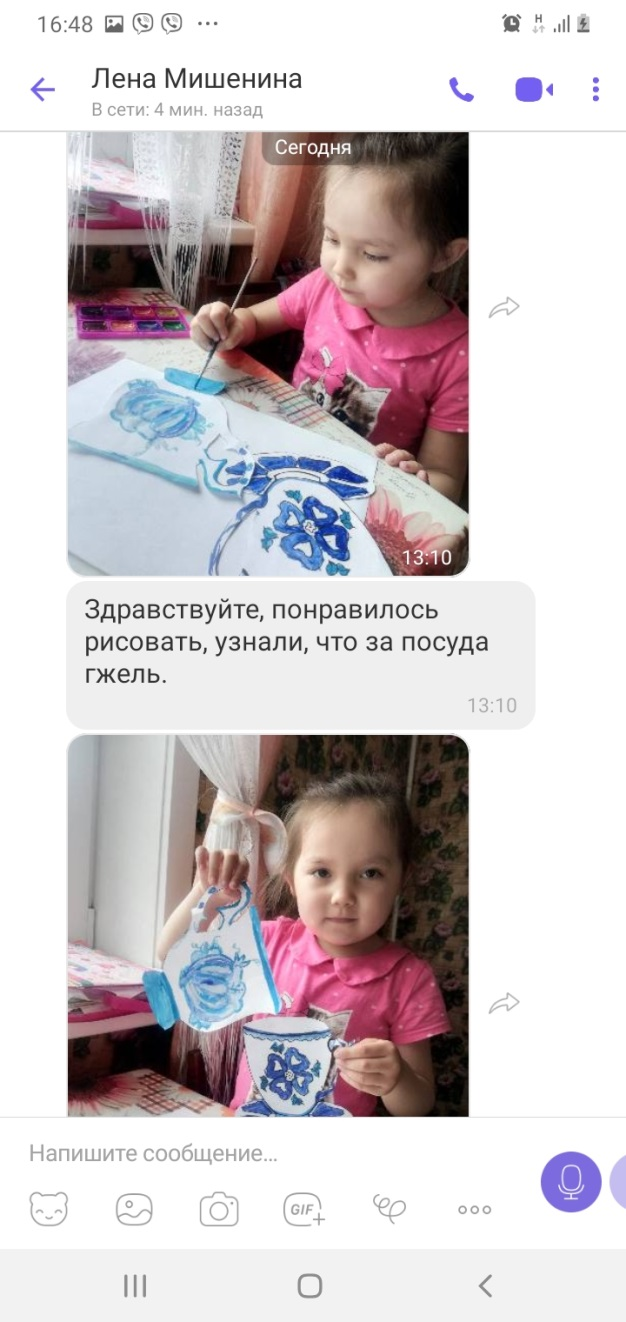 16:48
H
Лена Мишенина
В сети: 4 мин. назад
Сегодня
13:10
Здравствуйте, понравилось
рисовать, узнали, что за посуда
гжель.
13:10
Напишите сообщение...
GIF